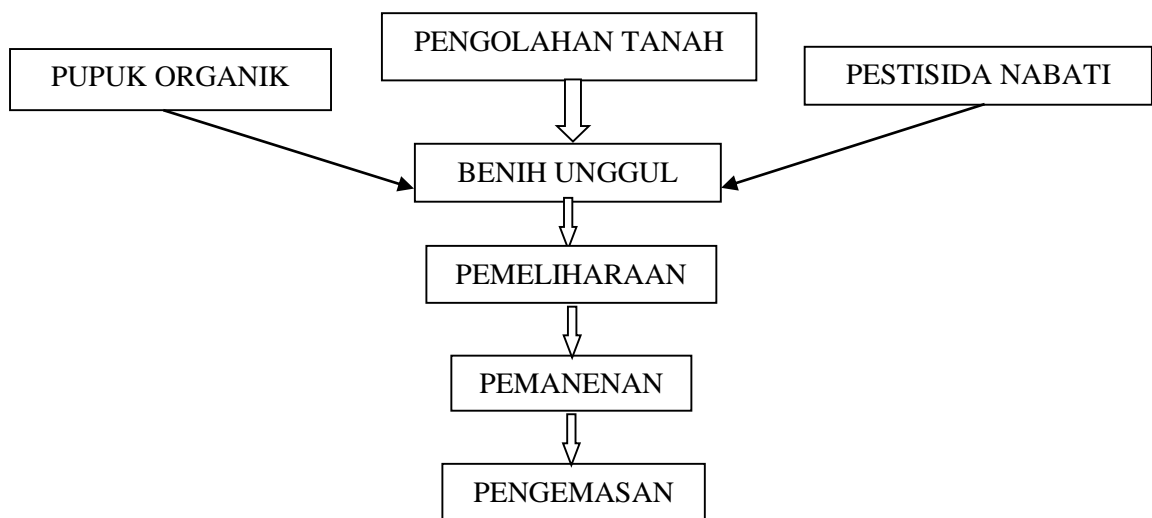 PENGOLAHAN TANAH
PUPUK ORGANIK
PESTISIDA NABATI
BENIH UNGGUL
PEMELIHARAAN
PEMANENAN
PENGEMASAN